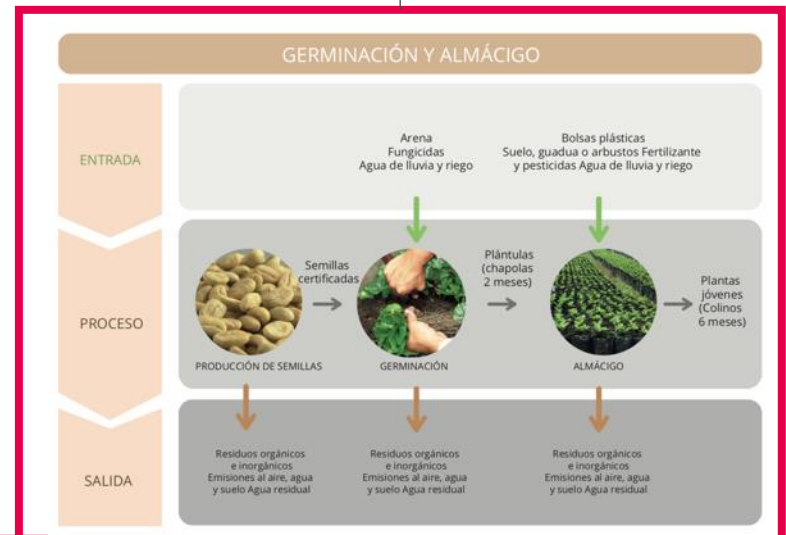 GERMINACIÓN Y ALMÁCIGO
ENTRADA
Arena
Fungicidas
Agua de lluvia y riego
Bolsas plásticas
Suelo, guadua o arbustos Fertilizante
y pesticidas Agua de lluvia y riego
PROCESO
Semillas
certificadas
Plántulas
(chapolas
2 meses)
Plantas
jóvenes
(Colinos
6 meses)
PRODUCCIÓN DE SEMILLAS
GERMINACIÓN
ALMÁCIGO
SALIDA
Residuos orgánicos
e inorgánicos
Emisiones al aire, agua
y suelo Agua residual
Residuos orgánicos
e inorgánicos
Emisiones al aire, agua
y suelo Agua residual
Residuos orgánicos
e inorgánicos
Emisiones al aire, agua
y suelo Agua residual